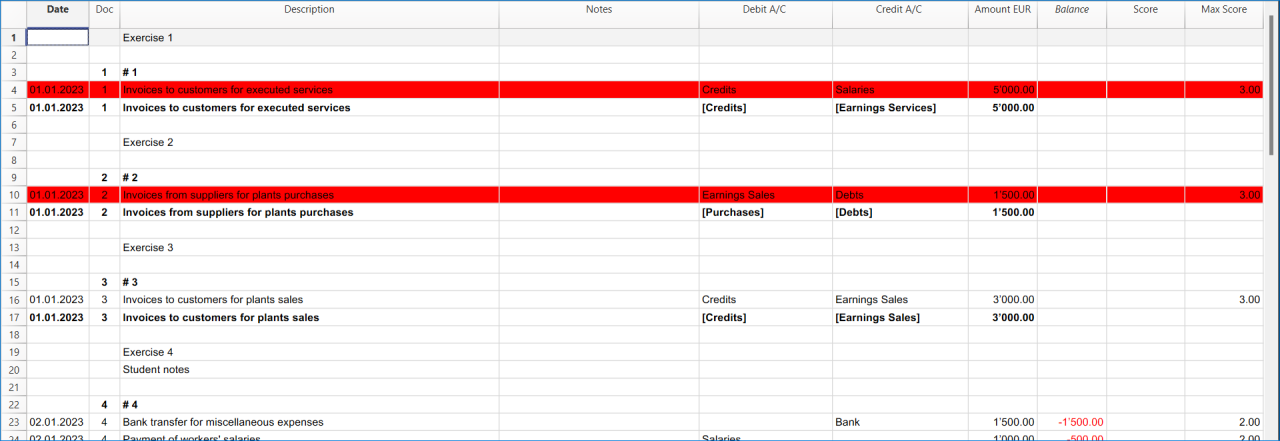 Date Doc Description Notes Debit A/C Credit A/C Amount EUR Balance Score Max Score
1 Exercise 1
2
3 1 # 1
4 01.01.2023 1 Invoices to customers for executed services Credits Salaries 5'000.00 3.00
5 01.01.2023 1 Invoices to customers for executed services [Credits] [Earnings Services] 5'000.00
6
7 Exercise 2
8
9 2 # 2
10 01.01.2023 2 Invoices from suppliers for plants purchases Earnings Sales Debts 1'500.00 3.00
11 01.01.2023 2 Invoices from suppliers for plants purchases [Purchases] [Debts] 1'500.00
12
13 Exercise 3
14
15 3 # 3
16 01.01.2023 3 Invoices to customers for plants sales Credits Earnings Sales 3'000.00 3.00
17 01.01.2023 3 Invoices to customers for plants sales [Credits] [Earnings Sales] 3'000.00
18
19 Exercise 4
20 Student notes
21
22 4 # 4
23 02.01.2023 4 Bank transfer for miscellaneous expenses Bank 1'500.00 -1'500.00 2.00
24 02.01.2023 4 Payment of workers' salaries Salaries 1'000.00 -500.00 2.00